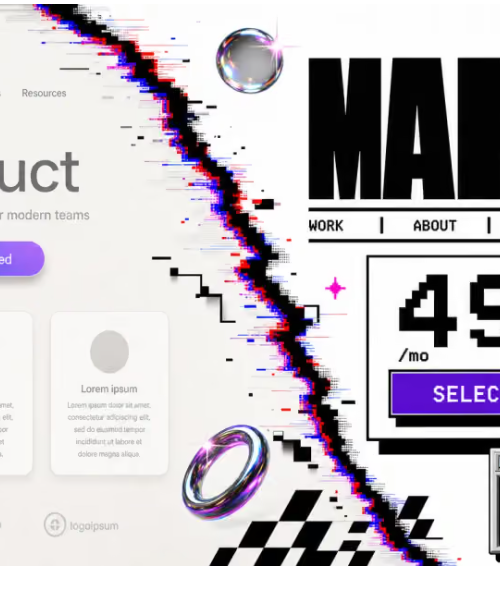 Resources
uct
r modern teams
ed
Lorem ipsum
Lorem ipsum dolor sit amet,
consectetur adipiscing elit,
sed do eiusmod tempor
incididunt ut labore et
dolore magna aliqua.
logaipsum
MA
WORK | ABOUT |
49
/mo
SELEC